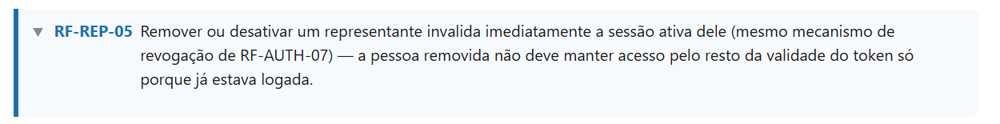 ▼ RF-REP-05 Remover ou desativar um representante invalida imediatamente a sessão ativa dele (mesmo mecanismo de
revogação de RF-AUTH-07) — a pessoa removida não deve manter acesso pelo resto da validade do token só
porque já estava logada.